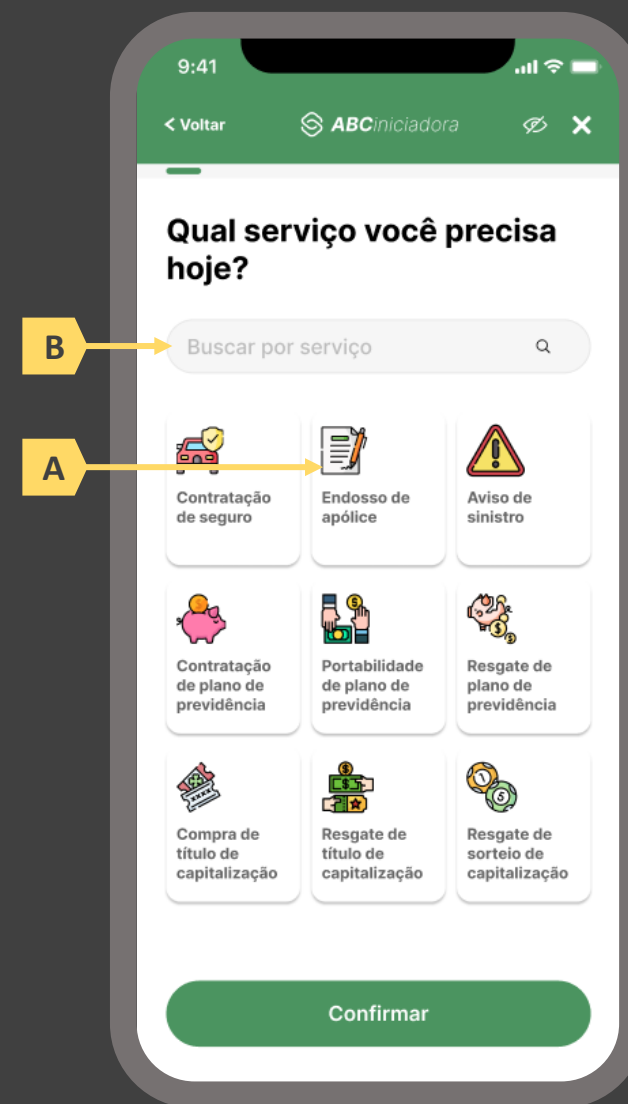 9:41
< Voltar
ABCiniciadora
Qual serviço você precisa
hoje?
B
Buscar por serviço
A
Contratação
de seguro
Endosso de
apólice
Aviso de
sinistro
Contratação
de plano de
previdência
Portabilidade
de plano de
previdência
Resgate de
plano de
previdência
Compra de
título de
capitalização
Resgate de
título de
capitalização
Resgate de
sorteio de
capitalização
Confirmar